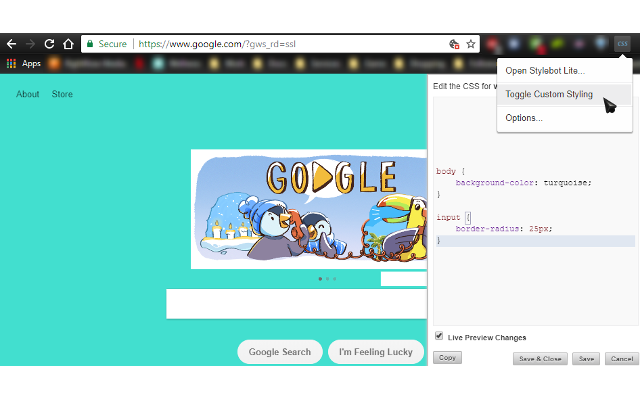 Secure https://www.google.com/?gws_rd=ssl
CSS
Apps
Open Stylebot Lite...
Toggle Custom Styling
Options...
About Store
Edit the CSS for
GOOGLE
body {
background-color: turquoise;
}
input {
border-radius: 25px;
}
Live Preview Changes
Google Search I'm Feeling Lucky
Copy Save & Close Save Cancel